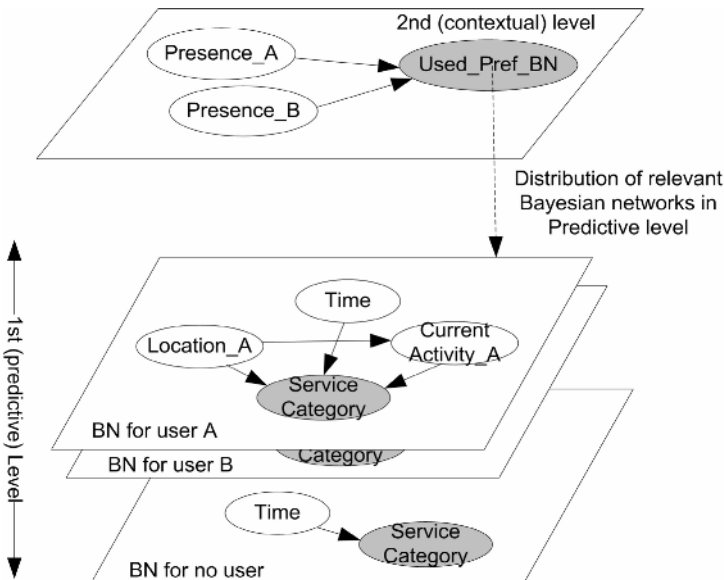 2nd (contextual) level
Presence_A
Used_Pref_BN
Presence_B
Distribution of relevant
Bayesian networks in
Predictive level
1st (predictive) Level
Time
Location_A
Current
Activity_A
Service
Category
BN for user A
Category
BN for user B
Time
Service
Category
BN for no user